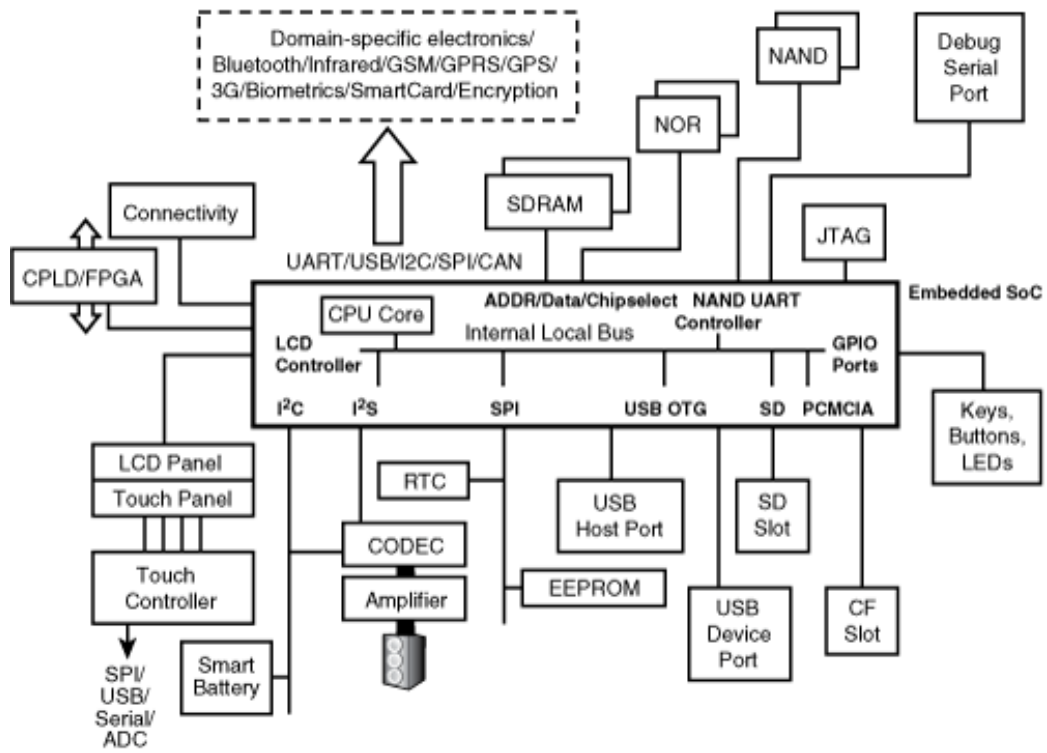 Domain-specific electronics/
Bluetooth/Infrared/GSM/GPRS/GPS/
3G/Biometrics/SmartCard/Encryption
NAND
Debug
Serial
Port
NOR
SDRAM
Connectivity
JTAG
CPLD/FPGA
UART/USB/I2C/SPI/CAN
Embedded SoC
CPU Core
ADDR/Data/Chipselect
NAND UART
Controller
Internal Local Bus
LCD
Controller
GPIO
Ports
I²C
I²S
SPI
USB OTG
SD
PCMCIA
Keys,
Buttons,
LEDs
LCD Panel
Touch Panel
RTC
USB
Host Port
SD
Slot
CODEC
Touch
Controller
EEPROM
Amplifier
USB
Device
Port
CF
Slot
Smart
Battery
SPI/
USB/
Serial/
ADC